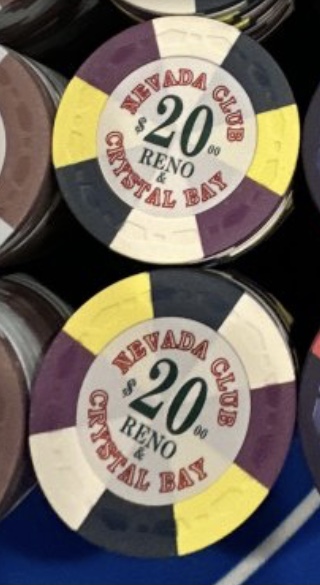 NEVADA CLUB
$20.00
RENO
&
CRYSTAL BAY
NEVADA CLUB
$20.00
RENO
&
CRYSTAL BAY